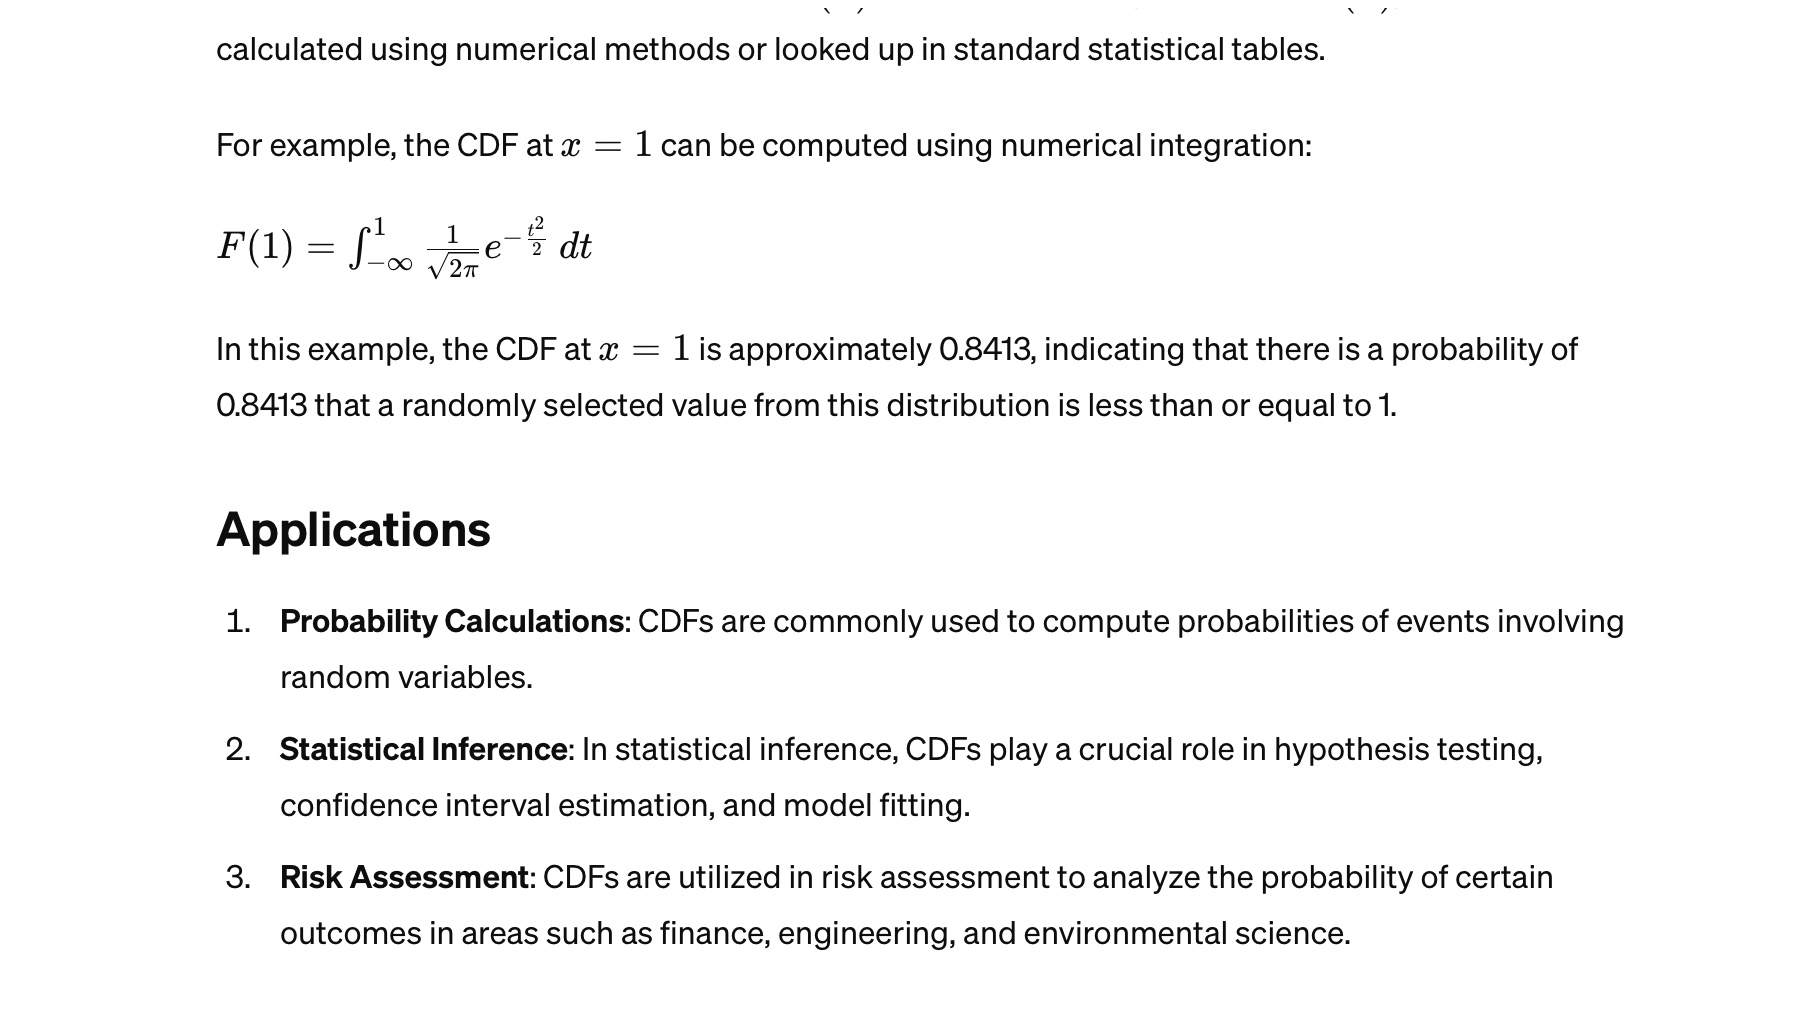 calculated using numerical methods or looked up in standard statistical tables.
For example, the CDF at x = 1 can be computed using numerical integration:
F(1) = ∫_{-∞}^{1} \frac{1}{\sqrt{2π}} e^{-\frac{t^2}{2}} dt
In this example, the CDF at x = 1 is approximately 0.8413, indicating that there is a probability of
0.8413 that a randomly selected value from this distribution is less than or equal to 1.
Applications
1. Probability Calculations: CDFs are commonly used to compute probabilities of events involving
random variables.
2. Statistical Inference: In statistical inference, CDFs play a crucial role in hypothesis testing,
confidence interval estimation, and model fitting.
3. Risk Assessment: CDFs are utilized in risk assessment to analyze the probability of certain
outcomes in areas such as finance, engineering, and environmental science.